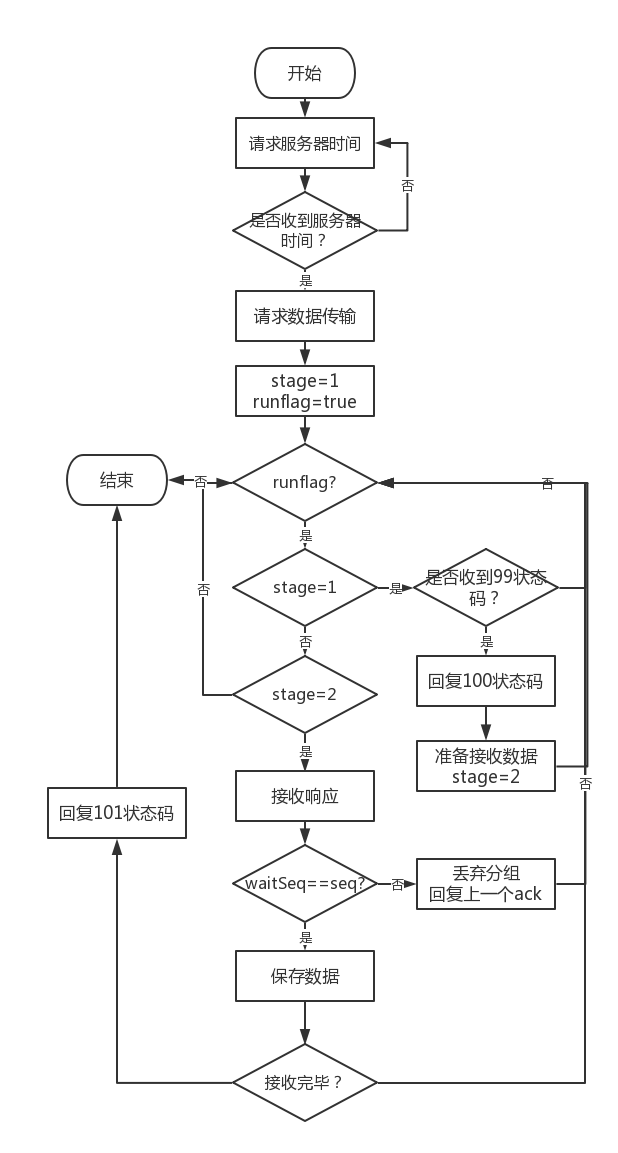 开始
请求服务器时间
否
是否收到服务器
时间？
是
请求数据传输
stage=1
runflag=true
结束
否
runflag?
否
是
stage=1
是
是否收到99状态
码？
否
否
是
stage=2
回复100状态码
是
准备接收数据
stage=2
否
接收响应
回复101状态码
waitSeq==seq?
否
丢弃分组
回复上一个ack
是
保存数据
接收完毕？